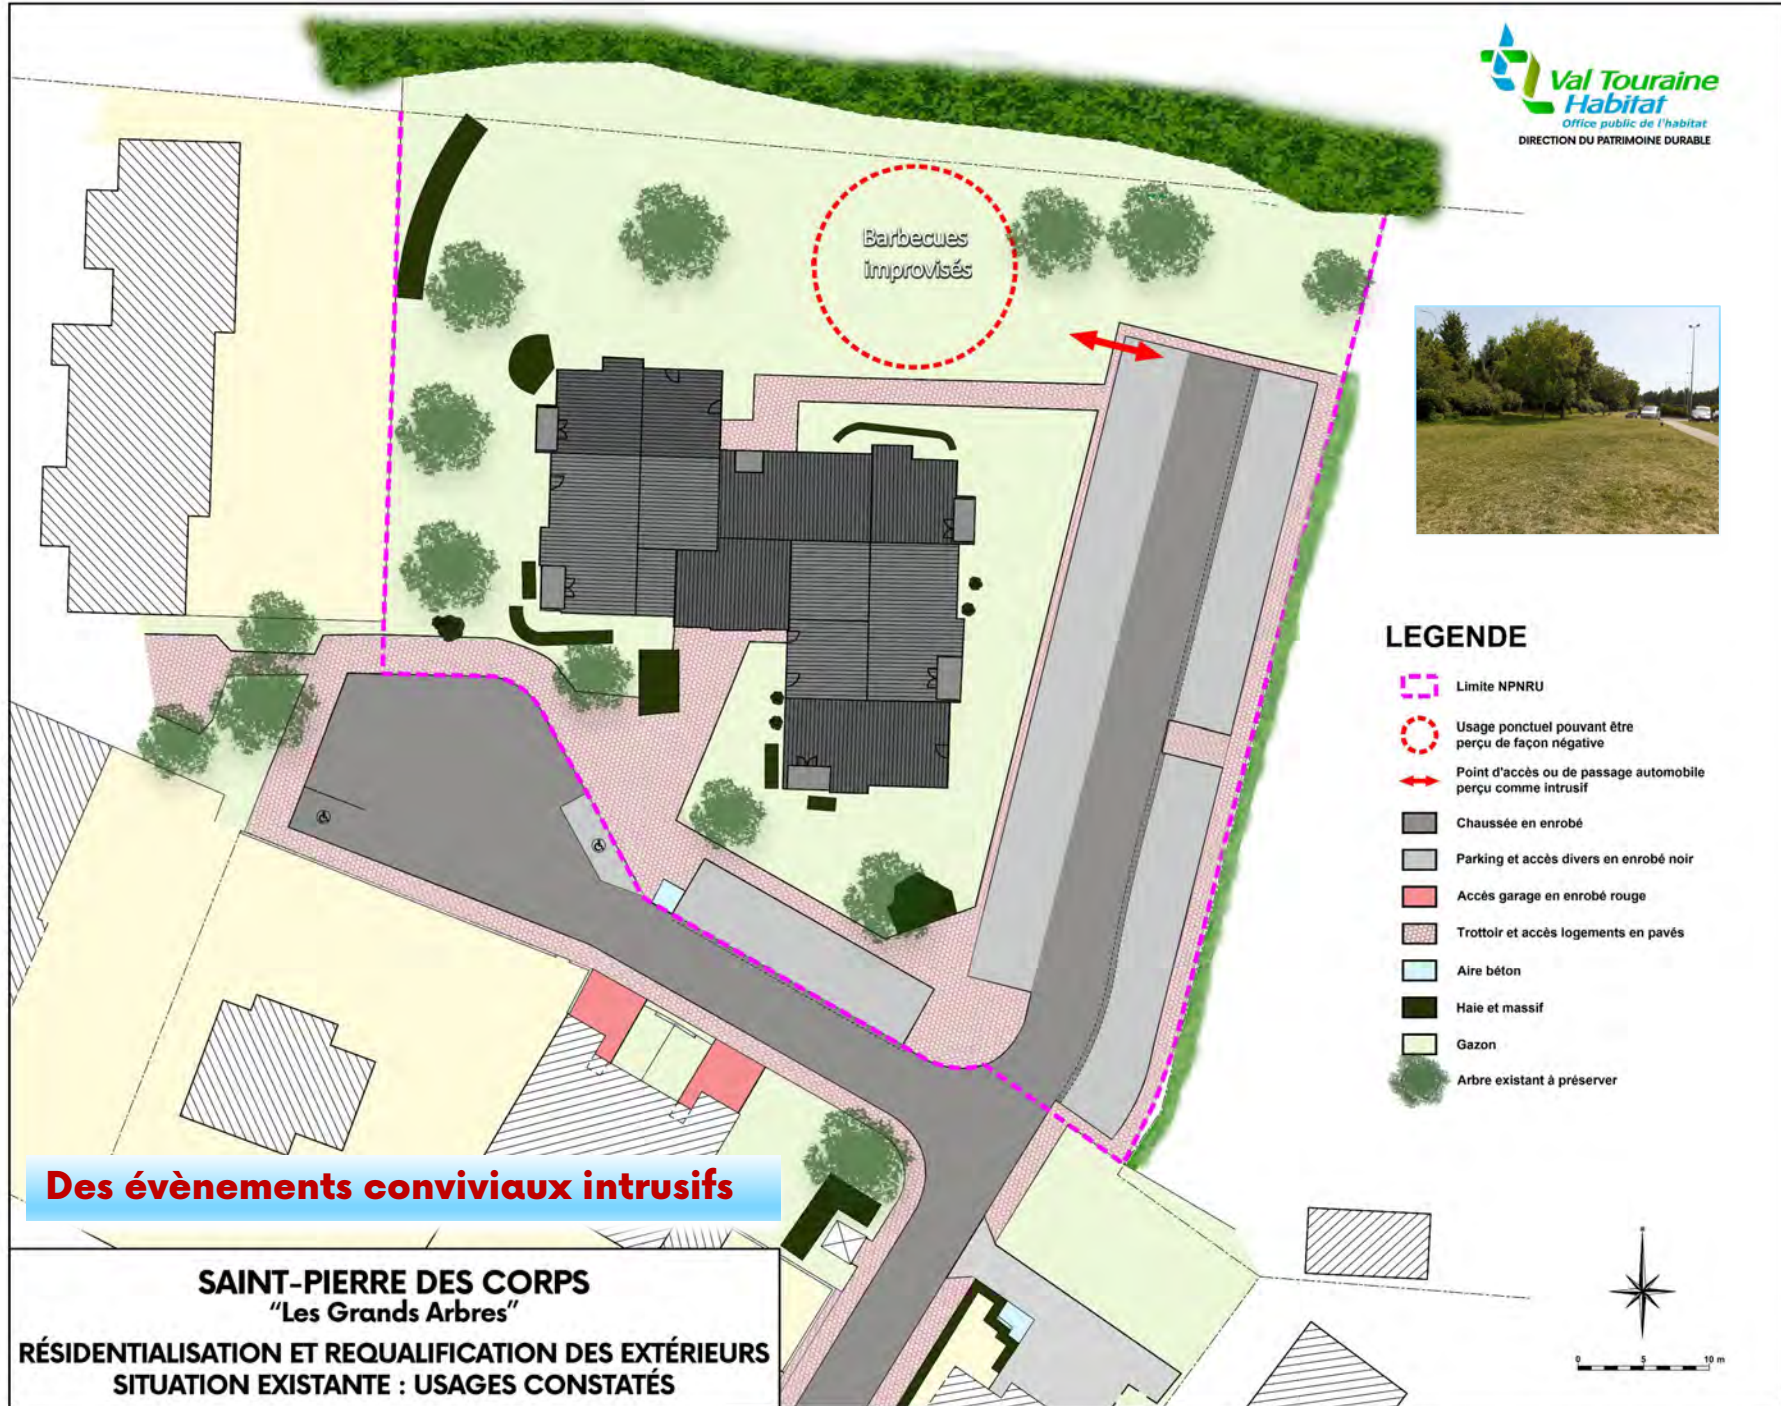 Val Touraine
Habitat
Office public de l'habitat
DIRECTION DU PATRIMOINE DURABLE
Barbecues
improvisés
LEGENDE
Limite NPNRU
Usage ponctuel pouvant être
perçu de façon négative
Point d'accès ou de passage automobile
perçu comme intrusif
Chaussée en enrobé
Parking et accès divers en enrobé noir
Accès garage en enrobé rouge
Trottoir et accès logements en pavés
Aire béton
Haie et massif
Gazon
Arbre existant à préserver
Des évènements conviviaux intrusifs
SAINT-PIERRE DES CORPS
"Les Grands Arbres"
RÉSIDENTIALISATION ET REQUALIFICATION DES EXTÉRIEURS
SITUATION EXISTANTE : USAGES CONSTATÉS
0 5 10 m